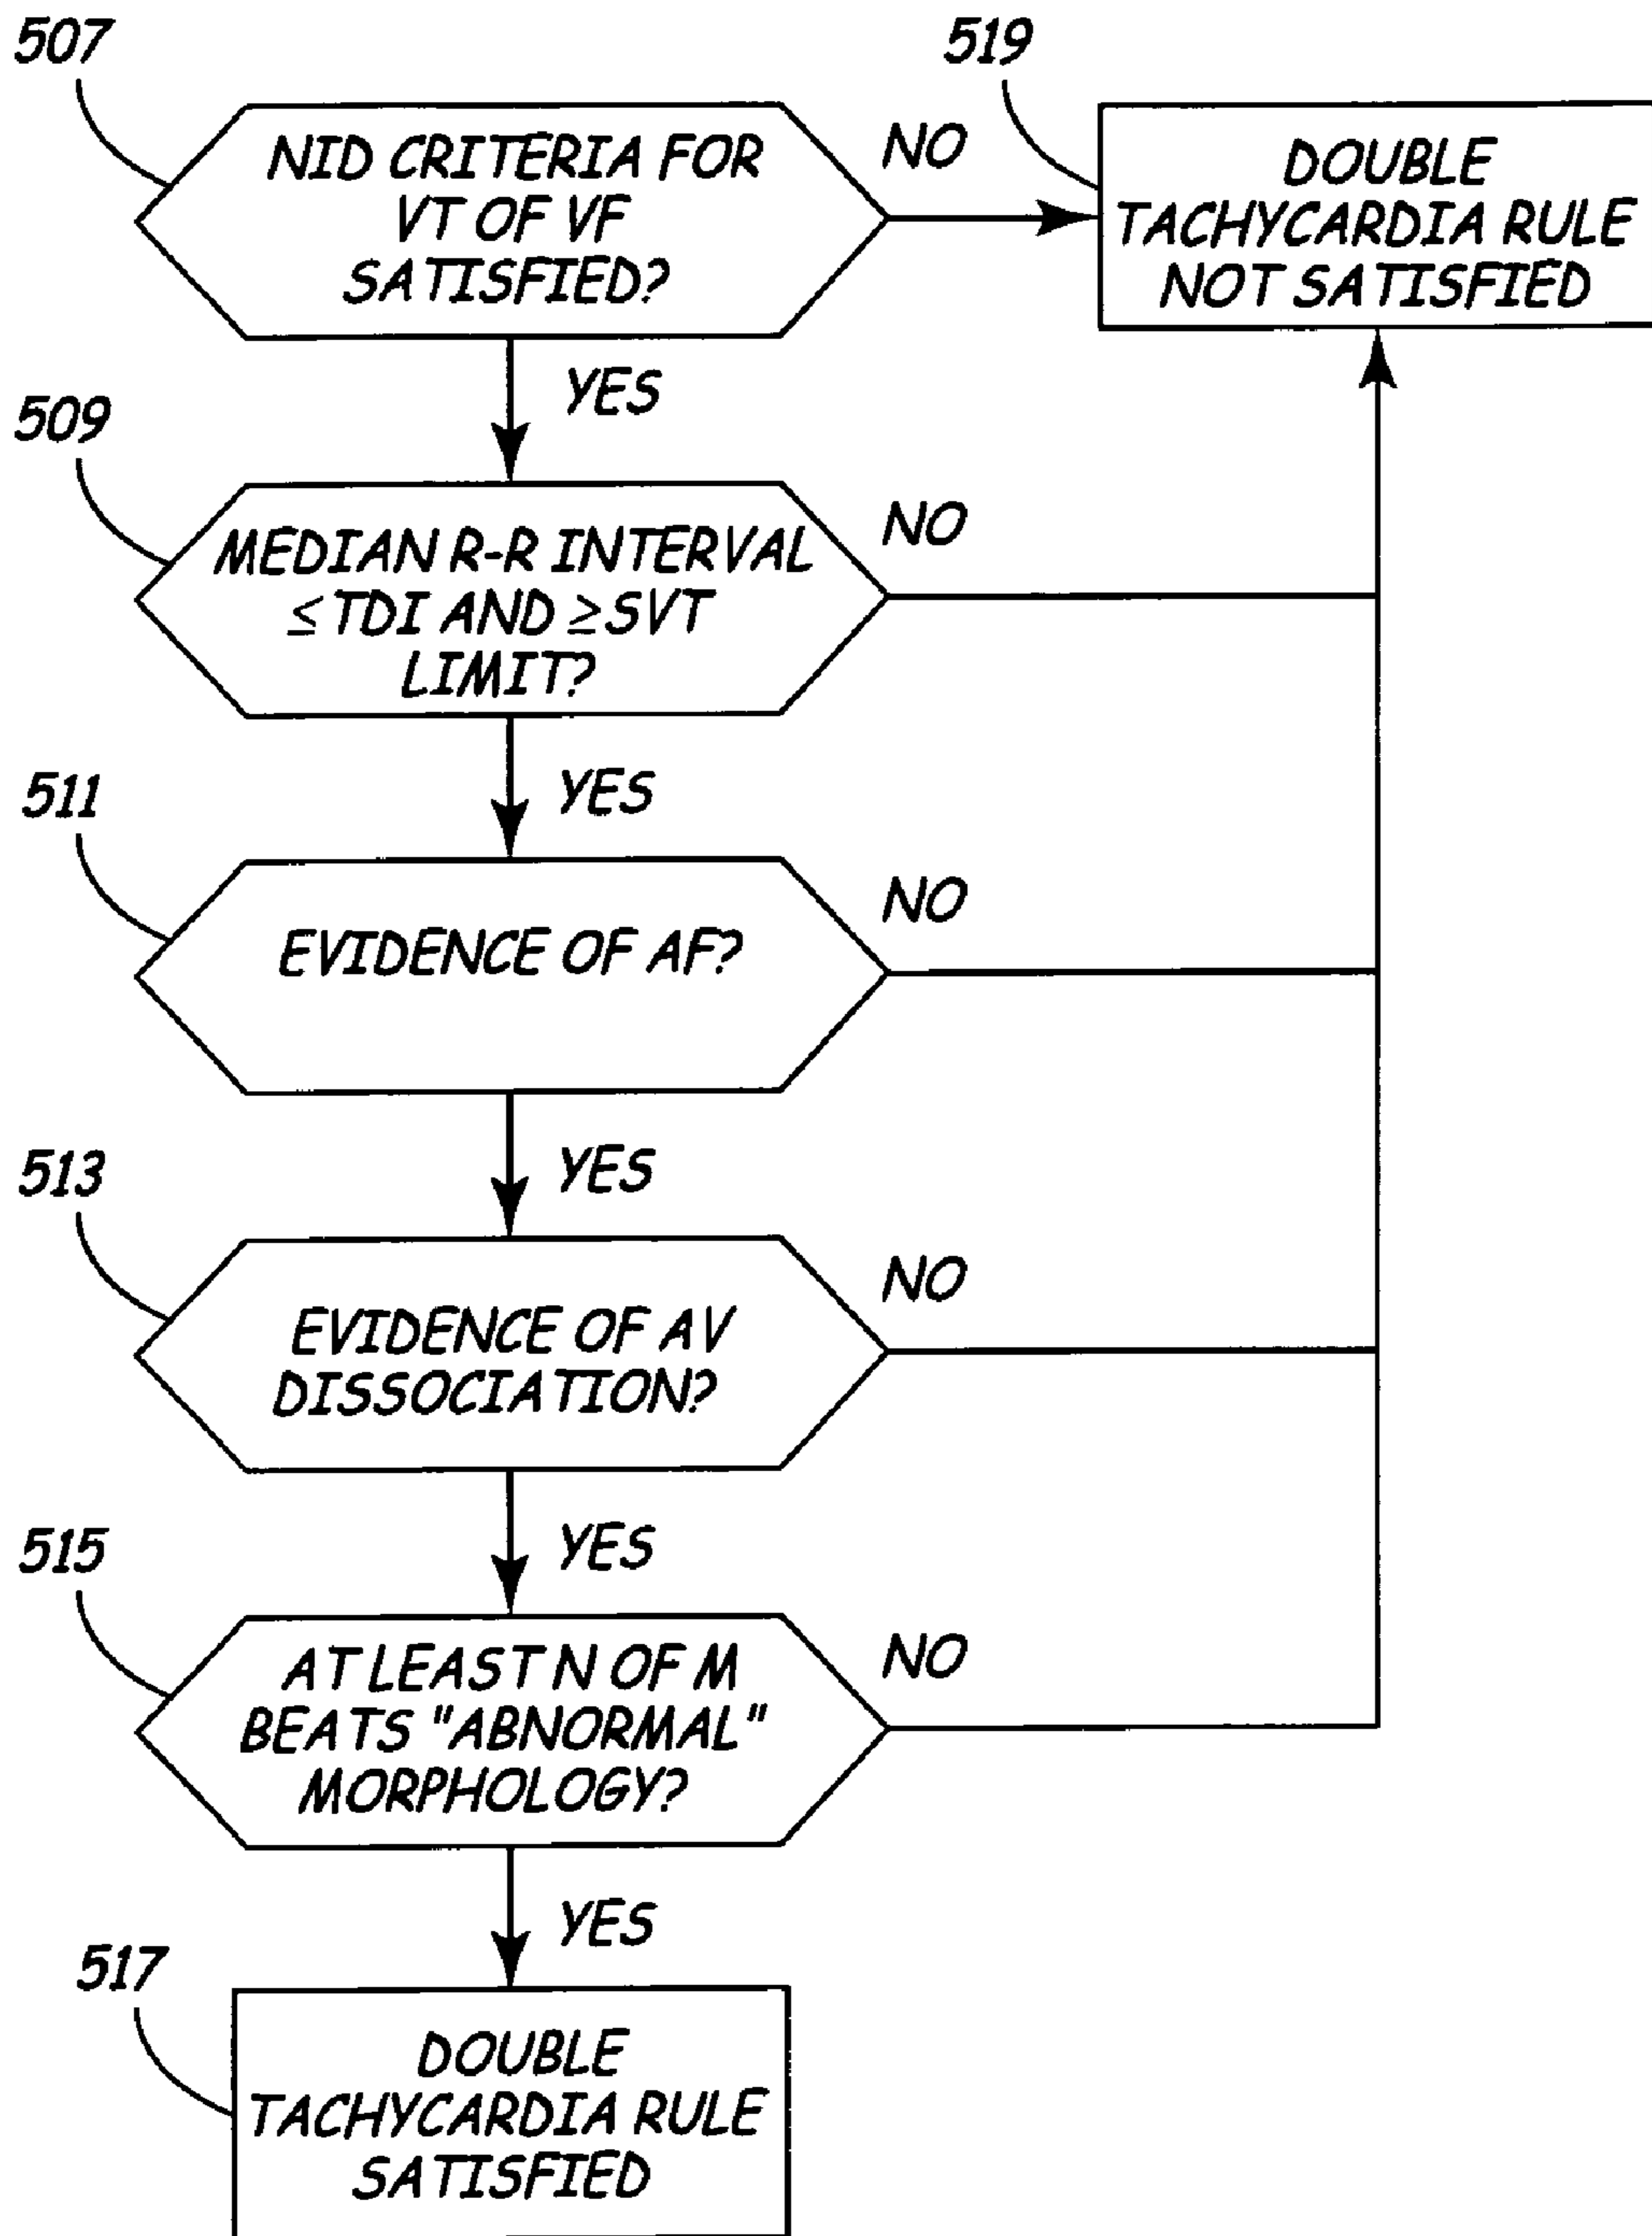 507
NID CRITERIA FOR
VT OF VF
SATISFIED?
NO
519
DOUBLE
TACHYCARDIA RULE
NOT SATISFIED
YES
509
MEDIAN R-R INTERVAL
≤TDI AND ≥SVT
LIMIT?
NO
YES
511
EVIDENCE OF AF?
NO
YES
513
EVIDENCE OF AV
DISSOCIATION?
NO
YES
515
AT LEAST N OF M
BEATS "ABNORMAL"
MORPHOLOGY?
NO
YES
517
DOUBLE
TACHYCARDIA RULE
SATISFIED